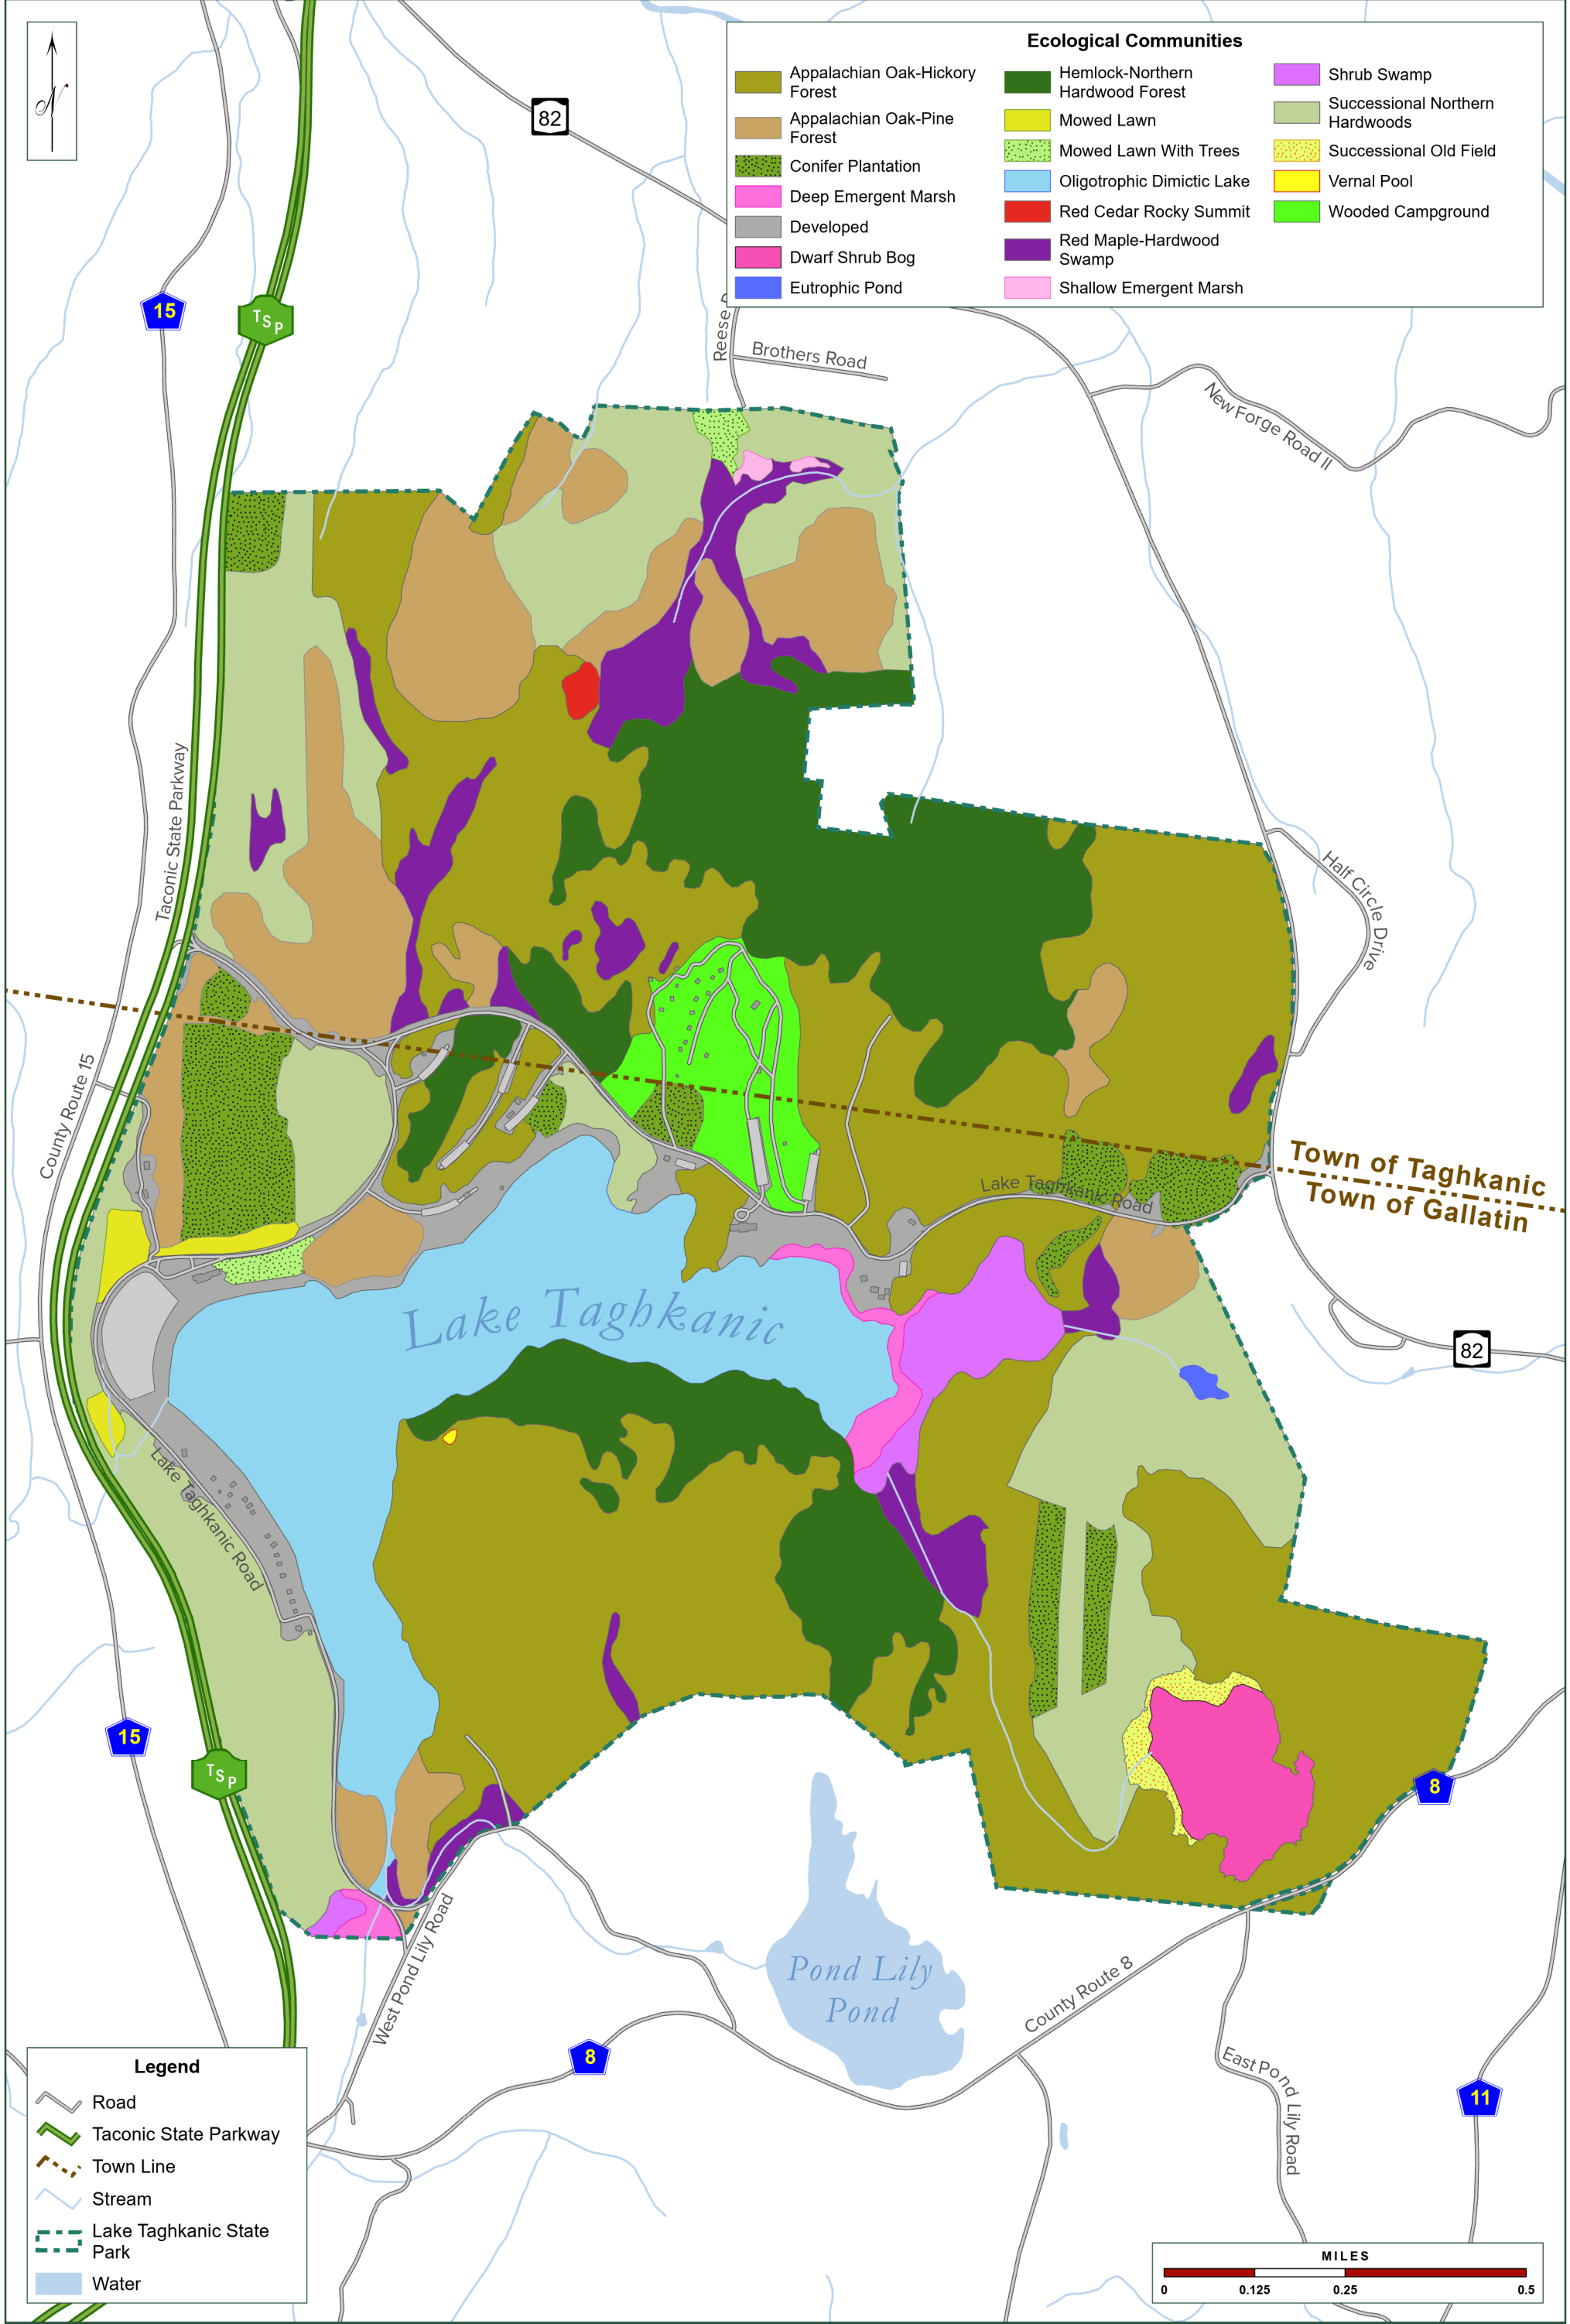 N
Ecological Communities
Appalachian Oak-Hickory
Forest
Appalachian Oak-Pine
Forest
Conifer Plantation
Deep Emergent Marsh
Developed
Dwarf Shrub Bog
Eutrophic Pond
Hemlock-Northern
Hardwood Forest
Mowed Lawn
Mowed Lawn With Trees
Oligotrophic Dimictic Lake
Red Cedar Rocky Summit
Red Maple-Hardwood
Swamp
Shallow Emergent Marsh
Shrub Swamp
Successional Northern
Hardwoods
Successional Old Field
Vernal Pool
Wooded Campground
82
15
TSP
Reese
Brothers Road
New Forge Road II
Taconic State Parkway
Half Circle Drive
County Route 15
Town of Taghkanic
Town of Gallatin
Lake Taghkanic Road
Lake Taghkanic
82
Lake Taghkanic Road
15
TSP
8
West Pond Lily Road
Pond Lily
Pond
County Route 8
8
East Pond Lily Road
11
Legend
Road
Taconic State Parkway
Town Line
Stream
Lake Taghkanic State
Park
Water
MILES
0 0.125 0.25 0.5